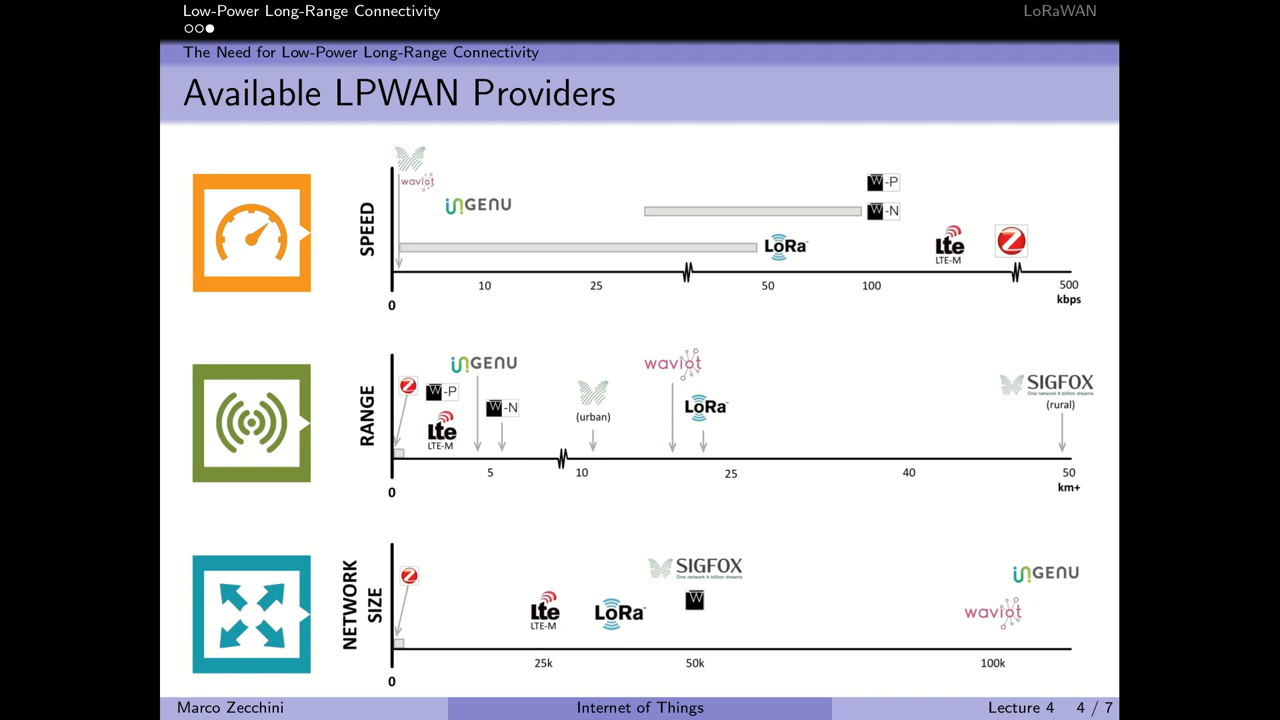 Low-Power Long-Range Connectivity
LoRaWAN
The Need for Low-Power Long-Range Connectivity
Available LPWAN Providers
SPEED
waviot
INGENU
W-P
W-N
LoRa
Lte
LTE-M
Z
0
10
25
50
100
500
kbps
RANGE
Z
W-P
Lte
LTE-M
INGENU
W-N
(urban)
waviot
LoRa
SIGFOX
One network A billion dreams
(rural)
0
5
10
25
40
50
km+
NETWORK
SIZE
Z
Lte
LTE-M
LoRa
SIGFOX
One network A billion dreams
W
INGENU
waviot
0
25k
50k
100k
Marco Zecchini
Internet of Things
Lecture 4
4 / 7